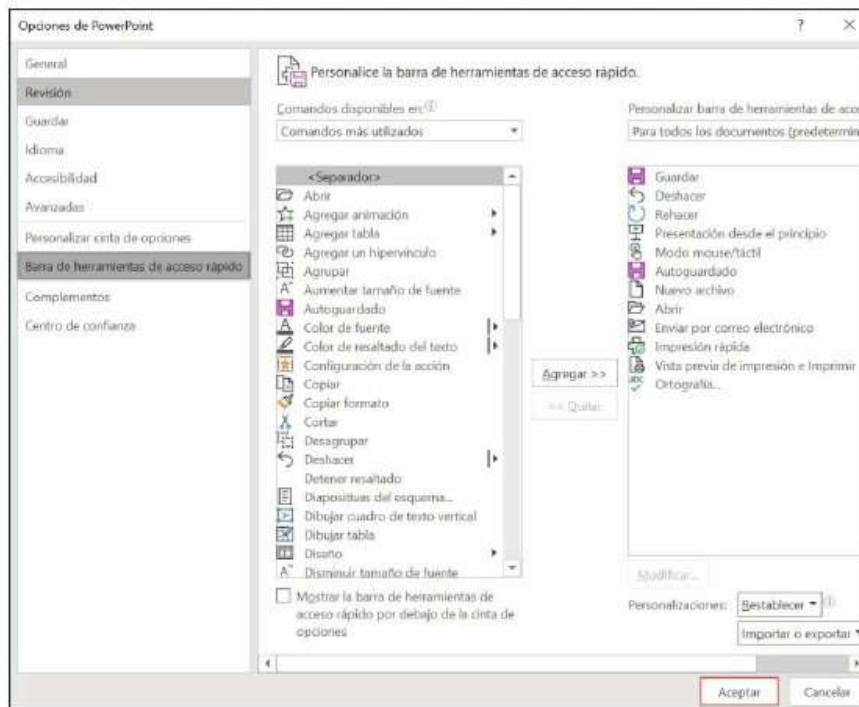 Opciones de PowerPoint
? ×
General
Revisión
Guardar
Idioma
Accesibilidad
Avanzadas
Personalizar cinta de opciones
Barra de herramientas de acceso rápido
Complementos
Centro de confianza
Personalice la barra de herramientas de acceso rápido.
Comandos disponibles en:
Comandos más utilizados
<Separador>
Abrir
Agregar animación
Agregar tabla
Agregar un hipervínculo
Agrupar
Aumentar tamaño de fuente
Autoguardado
Color de fuente
Color de resaltado del texto
Configuración de la acción
Copiar
Copiar formato
Cortar
Desagrupar
Deshacer
Detener resaltado
Diapositivas del esquema...
Dibujar cuadro de texto vertical
Dibujar tabla
Diseño
Disminuir tamaño de fuente
Mostrar la barra de herramientas de
acceso rápido por debajo de la cinta de
opciones
Agregar >>
<< Quitar
Personalizar barra de herramientas de acce
Para todos los documentos (predetermin
Guardar
Deshacer
Rehacer
Presentación desde el principio
Modo mouse/táctil
Autoguardado
Nuevo archivo
Abrir
Enviar por correo electrónico
Impresión rápida
Vista previa de impresión e Imprimir
Ortografía...
Modificar...
Personalizaciones: Restablecer
Importar o exportar
Aceptar
Cancelar